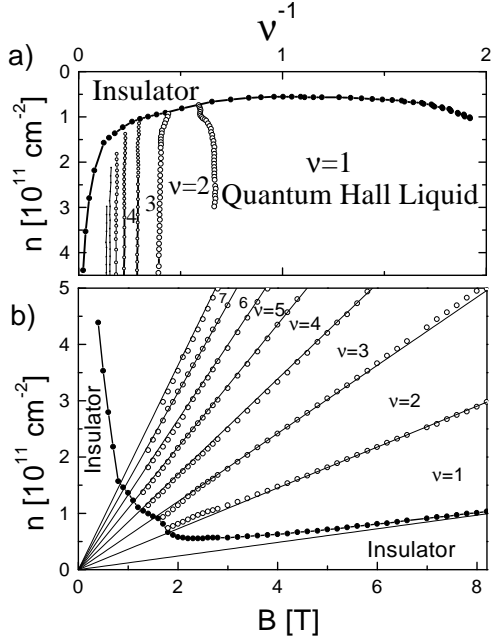 ν⁻¹
0 1 2
a)
0
1
2
3
4
n [10¹¹ cm⁻²]
Insulator
4 3 ν=2
ν=1
Quantum Hall Liquid
b)
5
4
3
2
1
0
n [10¹¹ cm⁻²]
Insulator
7 6 ν=5 ν=4
ν=3
ν=2
ν=1
Insulator
0 2 4 6 8
B [T]